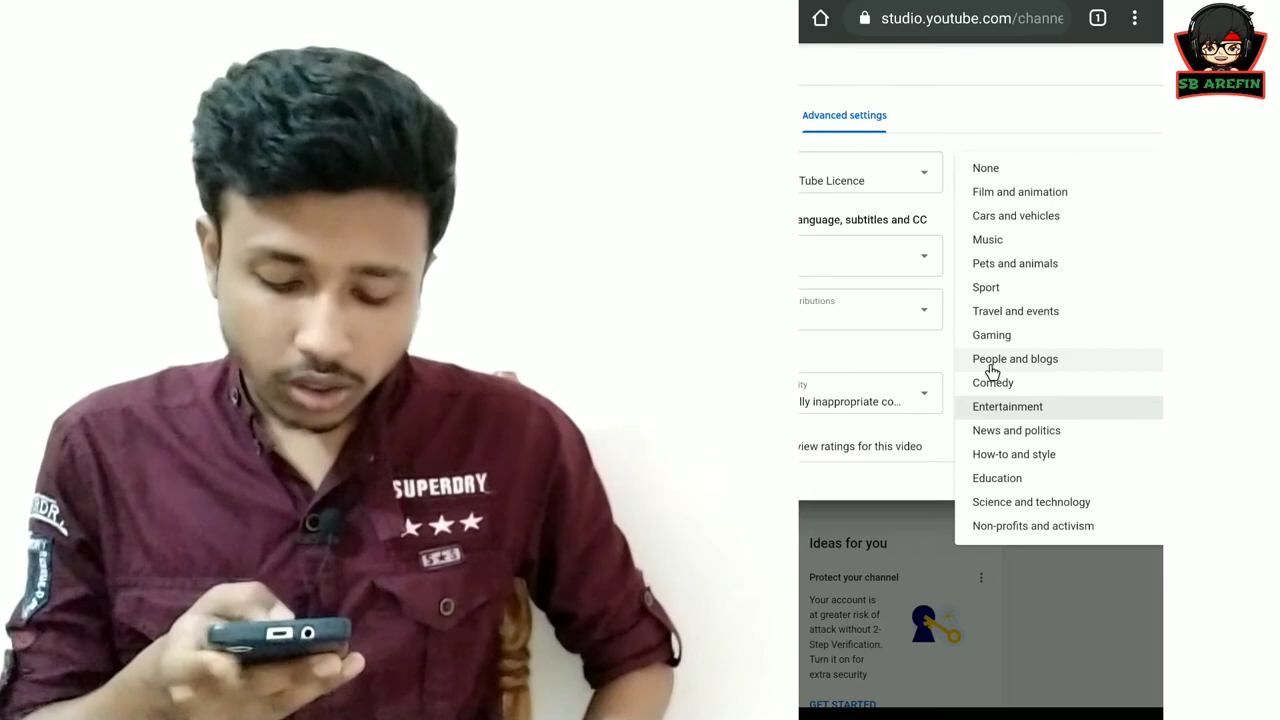 studio.youtube.com/channe
1
SB AREFIN
Advanced settings
Tube Licence
anguage, subtitles and CC
ributions
ity
lly inappropriate co...
view ratings for this video
None
Film and animation
Cars and vehicles
Music
Pets and animals
Sport
Travel and events
Gaming
People and blogs
Comedy
Entertainment
News and politics
How-to and style
Education
Science and technology
Non-profits and activism
Ideas for you
Protect your channel
Your account is
at greater risk of
attack without 2-
Step Verification.
Turn it on for
extra security
GET STARTED
SUPERDRY